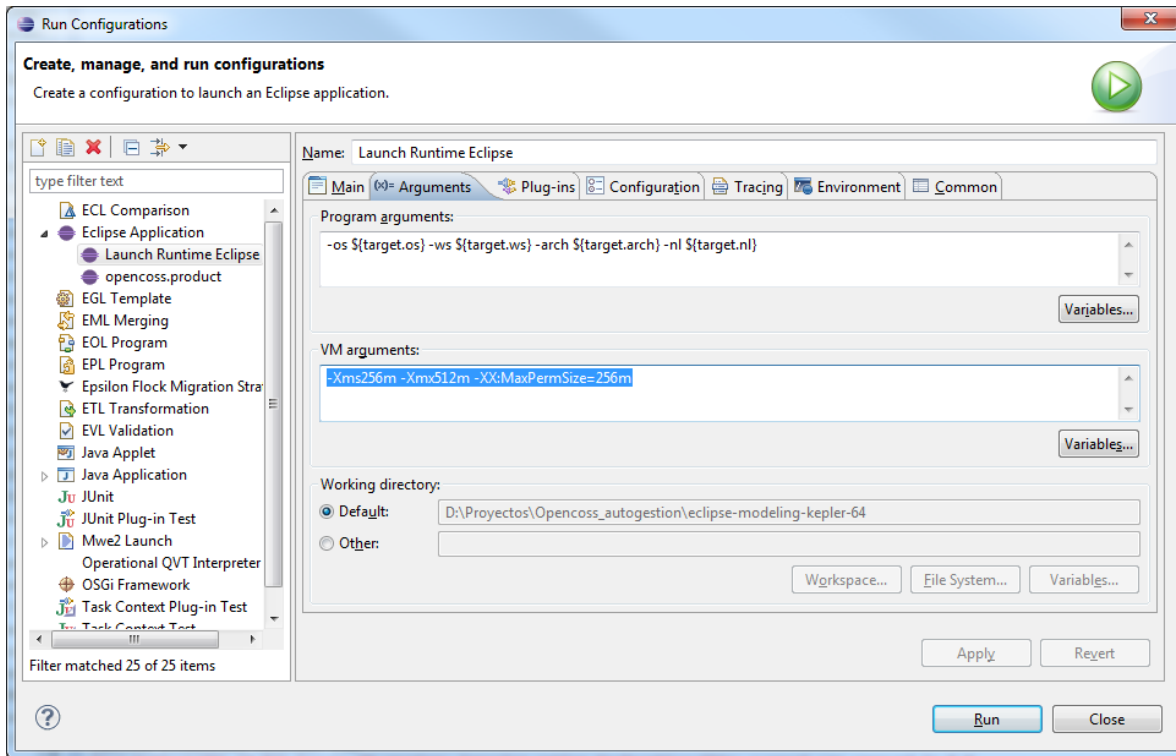 Run Configurations
x
Create, manage, and run configurations
Create a configuration to launch an Eclipse application.
type filter text
ECL Comparison
Eclipse Application
Launch Runtime Eclipse
opencoss.product
EGL Template
EML Merging
EOL Program
EPL Program
Epsilon Flock Migration Stra
ETL Transformation
EVL Validation
Java Applet
Java Application
JUnit
JUnit Plug-in Test
Mwe2 Launch
Operational QVT Interpreter
OSGi Framework
Task Context Plug-in Test
Task Context Test
Filter matched 25 of 25 items
Name: Launch Runtime Eclipse
Main (x)= Arguments Plug-ins Configuration Tracing Environment Common
Program arguments:
-os ${target.os} -ws ${target.ws} -arch ${target.arch} -nl ${target.nl}
Variables...
VM arguments:
-Xms256m -Xmx512m -XX:MaxPermSize=256m
Variables...
Working directory:
Default: D:\Proyectos\Opencoss_autogestion\eclipse-modeling-kepler-64
Other:
Workspace... File System... Variables...
Apply Revert
? Run Close